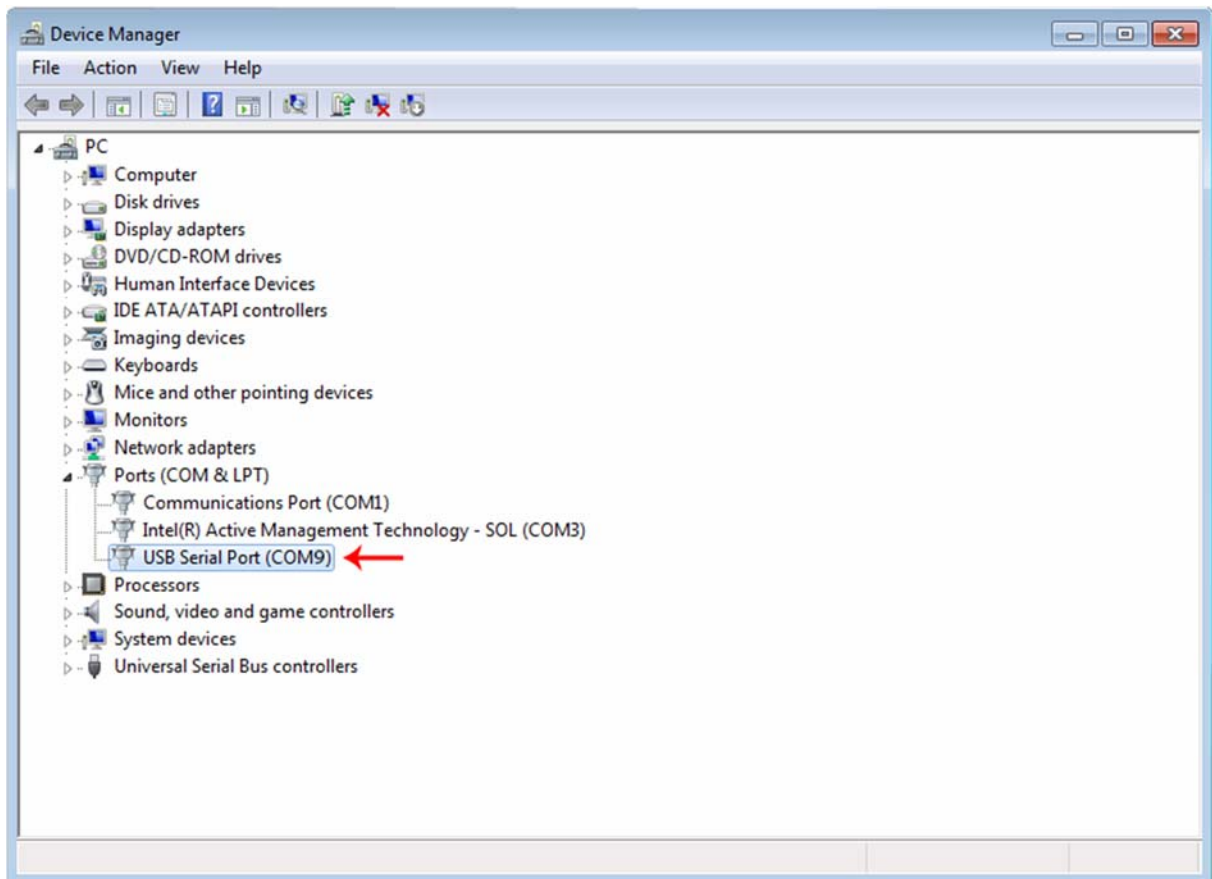 Device Manager
File Action View Help
PC
Computer
Disk drives
Display adapters
DVD/CD-ROM drives
Human Interface Devices
IDE ATA/ATAPI controllers
Imaging devices
Keyboards
Mice and other pointing devices
Monitors
Network adapters
Ports (COM & LPT)
Communications Port (COM1)
Intel(R) Active Management Technology - SOL (COM3)
USB Serial Port (COM9)
Processors
Sound, video and game controllers
System devices
Universal Serial Bus controllers